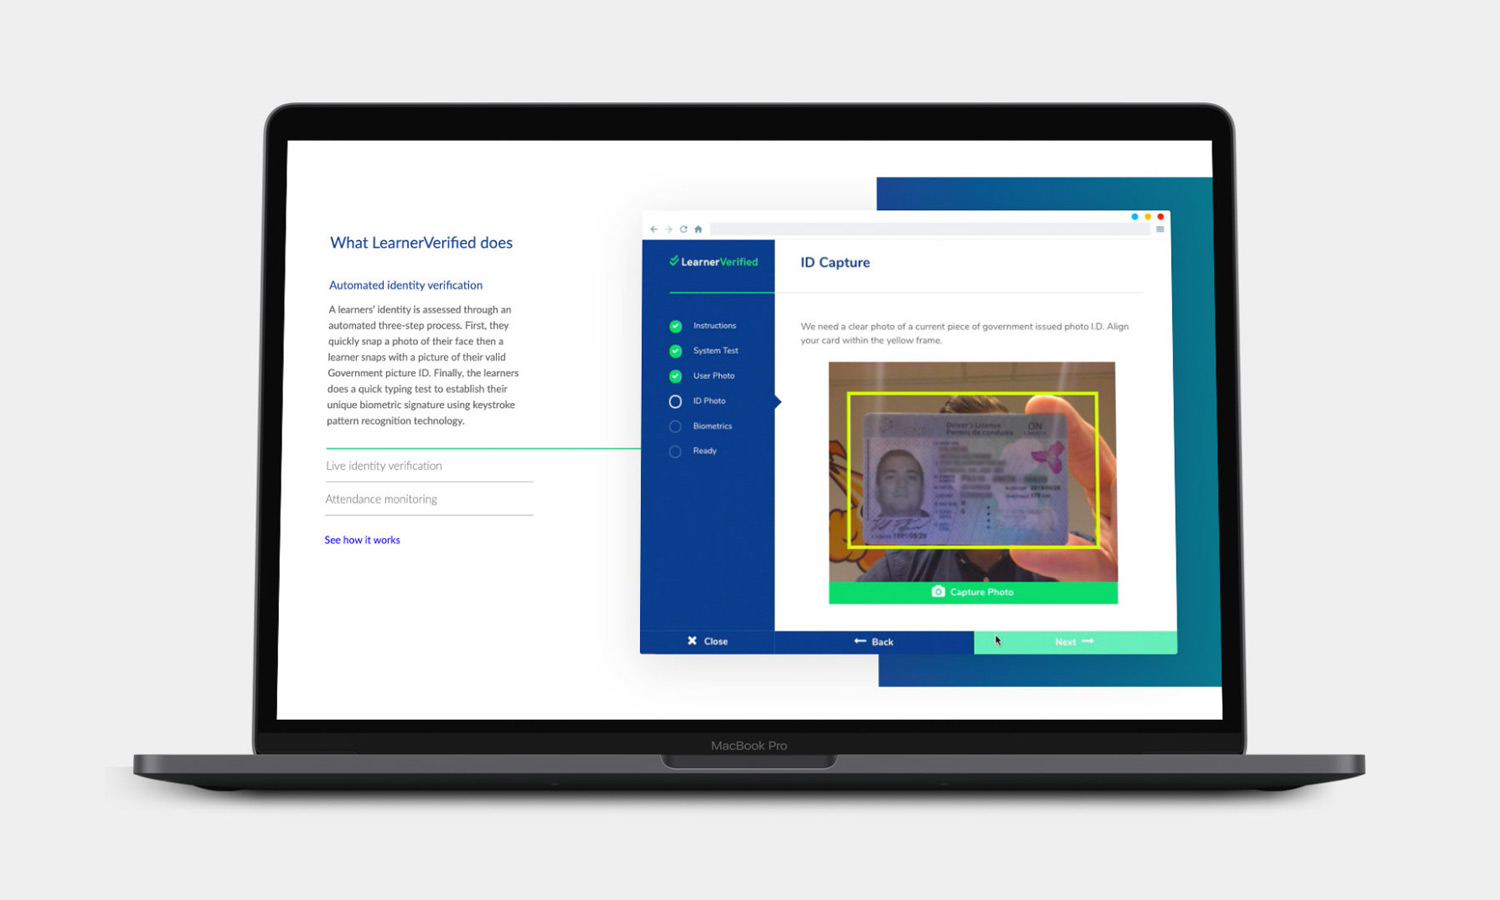 What LearnerVerified does
Automated identity verification
A learners' identity is assessed through an
automated three-step process. First, they
quickly snap a photo of their face then a
learner snaps with a picture of their valid
Government picture ID. Finally, the learners
does a quick typing test to establish their
unique biometric signature using keystroke
pattern recognition technology.
Live identity verification
Attendance monitoring
See how it works
LearnerVerified
Instructions
System Test
User Photo
ID Photo
Biometrics
Ready
ID Capture
We need a clear photo of a current piece of government issued photo I.D. Align
your card within the yellow frame.
Driver's Licence
Permis de conduire
ON
Capture Photo
Close
Back
Next
MacBook Pro